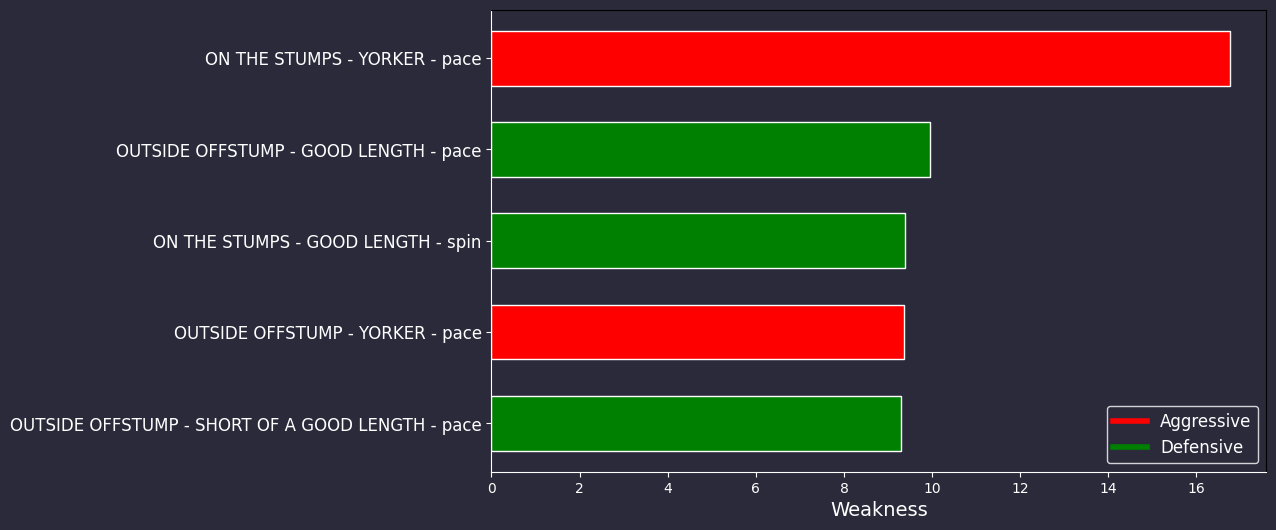 ON THE STUMPS - YORKER - pace
OUTSIDE OFFSTUMP - GOOD LENGTH - pace
ON THE STUMPS - GOOD LENGTH - spin
OUTSIDE OFFSTUMP - YORKER - pace
OUTSIDE OFFSTUMP - SHORT OF A GOOD LENGTH - pace
Aggressive
Defensive
0 2 4 6 8 10 12 14 16
Weakness